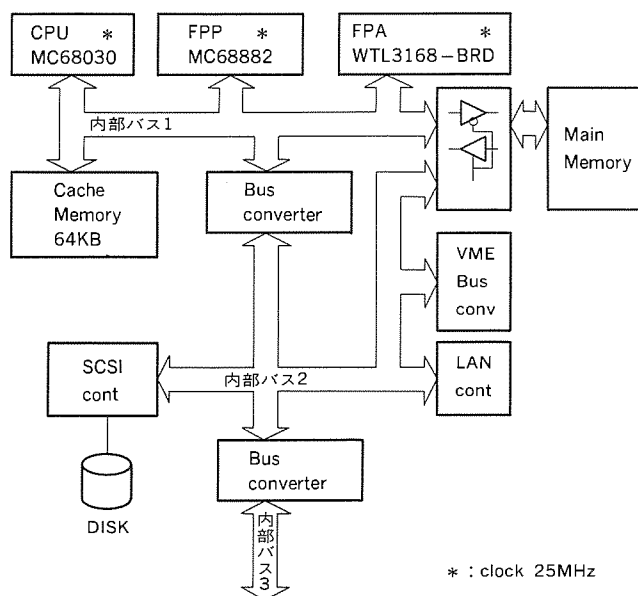 CPU *
MC68030
FPP *
MC68882
FPA *
WTL3168-BRD
内部バス1
Main
Memory
Cache
Memory
64KB
Bus
converter
VME
Bus
conv
SCSI
cont
内部バス2
LAN
cont
Bus
converter
DISK
内部バス3
* : clock 25MHz